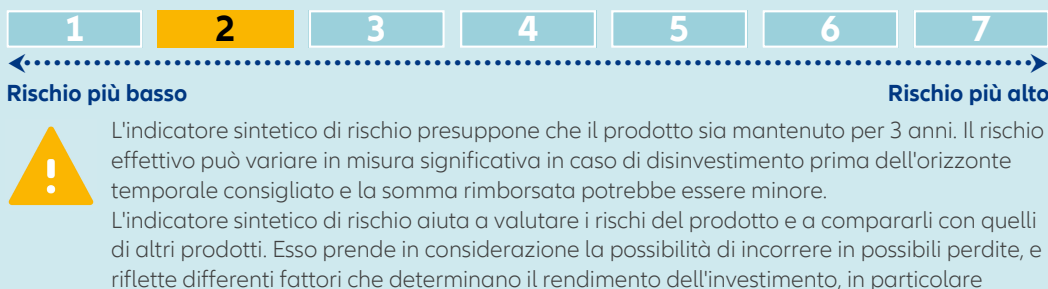 1 2 3 4 5 6 7
Rischio più basso Rischio più alto
L'indicatore sintetico di rischio presuppone che il prodotto sia mantenuto per 3 anni. Il rischio
effettivo può variare in misura significativa in caso di disinvestimento prima dell'orizzonte
temporale consigliato e la somma rimborsata potrebbe essere minore.
L'indicatore sintetico di rischio aiuta a valutare i rischi del prodotto e a compararli con quelli
di altri prodotti. Esso prende in considerazione la possibilità di incorrere in possibili perdite, e
riflette differenti fattori che determinano il rendimento dell'investimento, in particolare